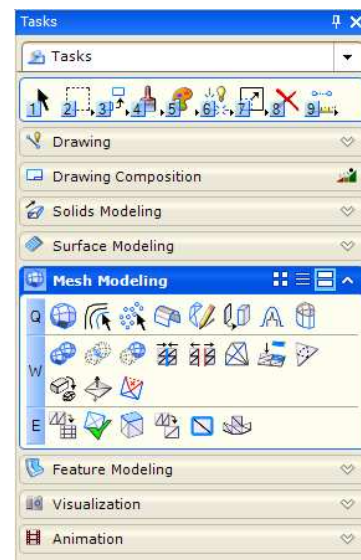 Tasks
Tasks
1 2 3 4 5 6 7 8 9
Drawing
Drawing Composition
Solids Modeling
Surface Modeling
Mesh Modeling
Q
W
E
Feature Modeling
Visualization
Animation